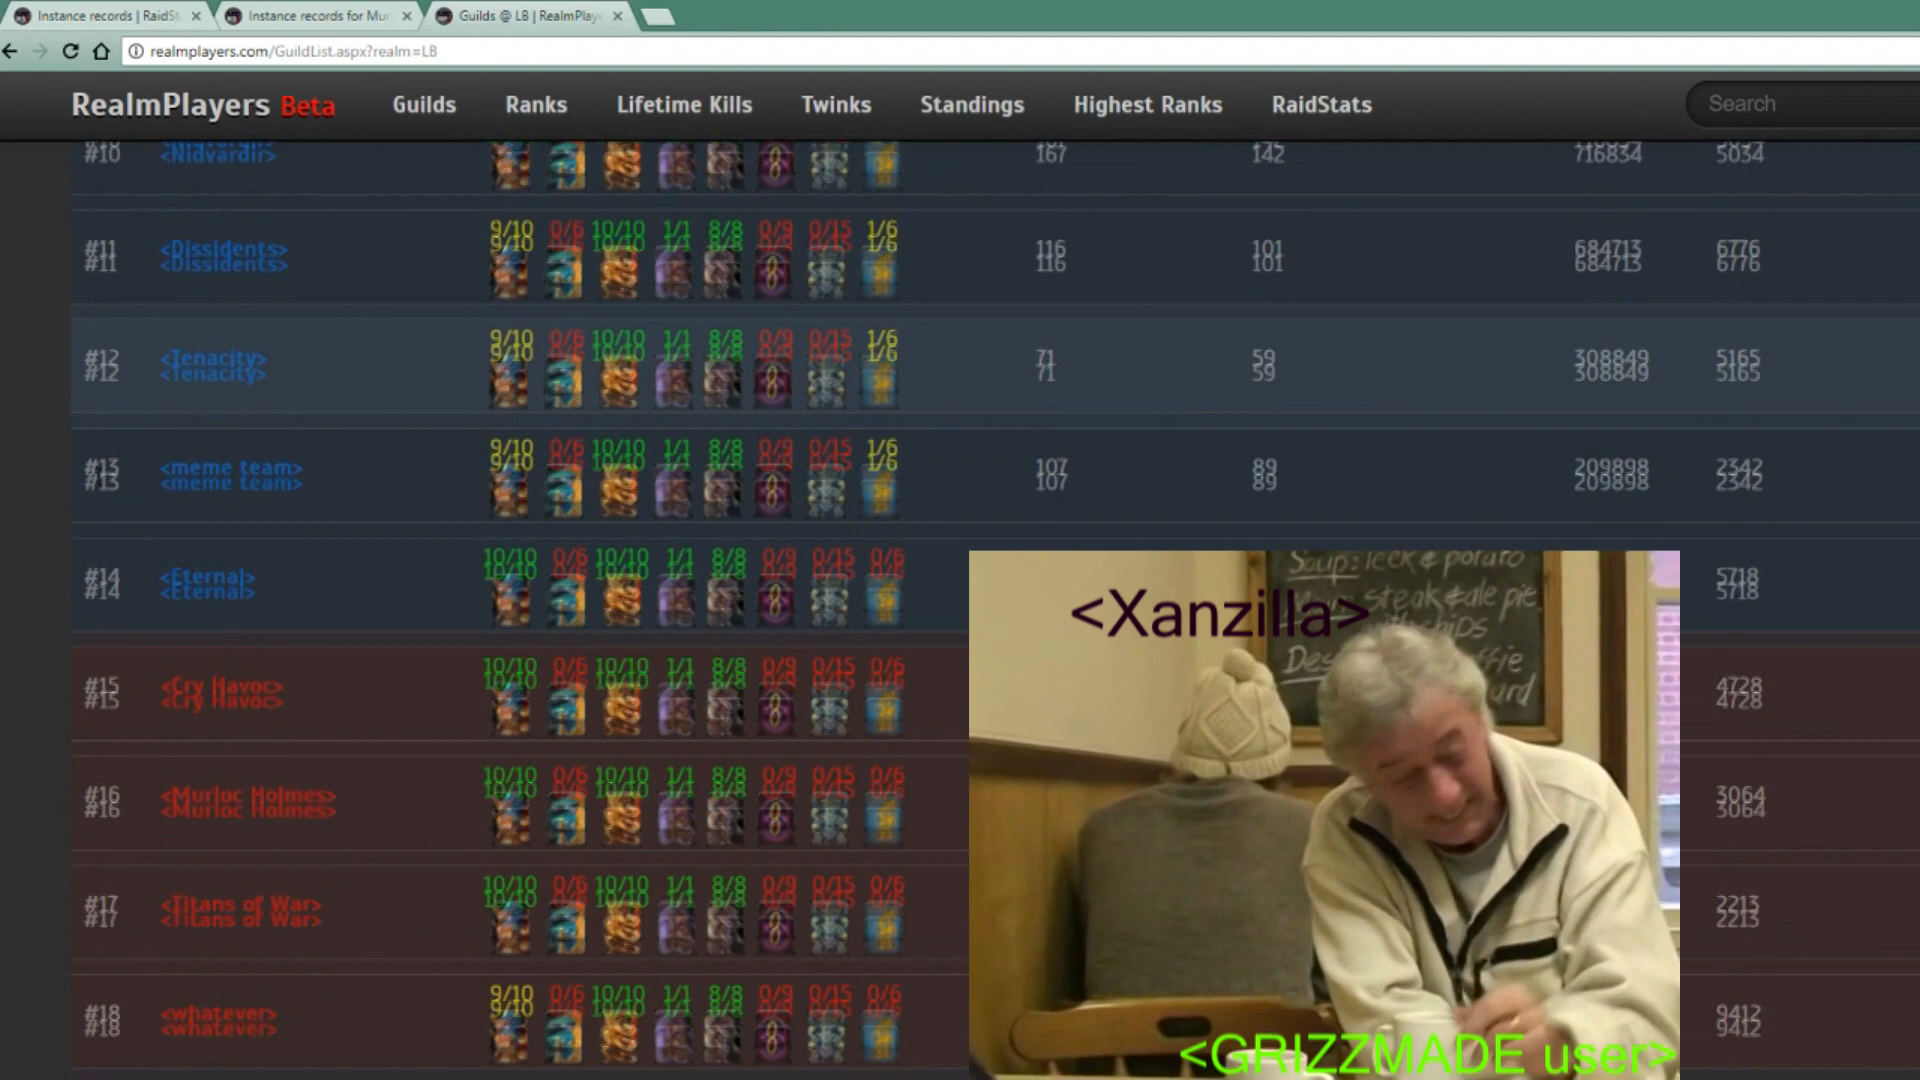 Instance records | RaidSt
Instance records for Mur
Guilds @ LB | RealmPlaye
realmplayers.com/GuildList.aspx?realm=LB
RealmPlayers Beta Guilds Ranks Lifetime Kills Twinks Standings Highest Ranks RaidStats Search
#10 <Nidvardir> 167 142 716834 5034
9/10 0/6 10/10 1/1 8/8 0/9 0/15 1/6
#11 <Dissidents> 116 101 684713 6776
9/10 0/6 10/10 1/1 8/8 0/9 0/15 1/6
#12 <Tenacity> 71 59 308849 5165
9/10 0/6 10/10 1/1 8/8 0/9 0/15 1/6
#13 <meme team> 107 89 209898 2342
10/10 0/6 10/10 1/1 8/8 0/9 0/15 0/6
#14 <Eternal> 5718
10/10 0/6 10/10 1/1 8/8 0/9 0/15 0/6
#15 <Cry Havoc> 4728
10/10 0/6 10/10 1/1 8/8 0/9 0/15 0/6
#16 <Murloc Holmes> 3064
10/10 0/6 10/10 1/1 8/8 0/9 0/15 0/6
#17 <Titans of War> 2213
9/10 0/6 10/10 1/1 8/8 0/9 0/15 0/6
#18 <whatever> 9412
Soup: leek & potato
steak & ale pie
<Xanzilla>
<GRIZZMADE user>